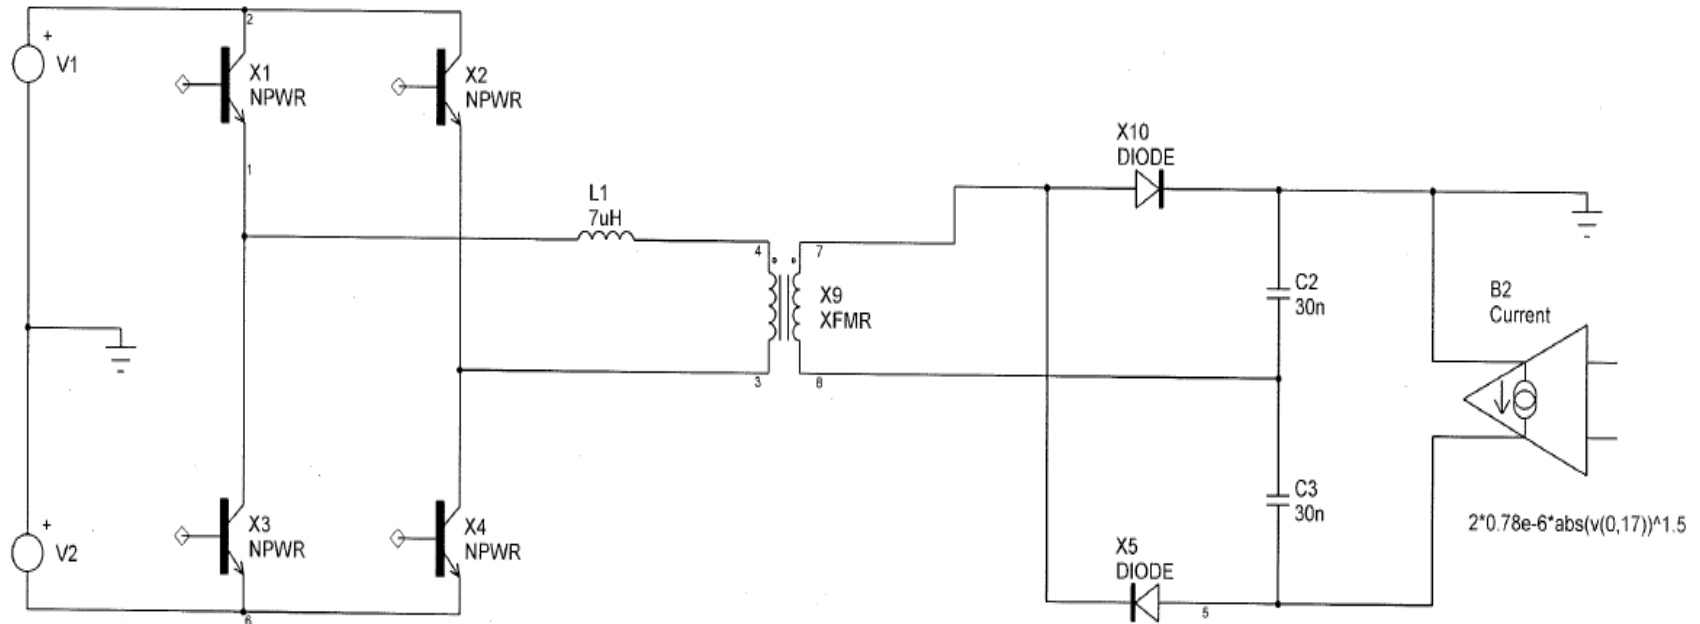 2
+
V1
X1
NPWR
X2
NPWR
1
X10
DIODE
L1
7uH
4
7
3
8
X9
XFMR
C2
30n
B2
Current
C3
30n
2*0.78e-6*abs(v(0,17))^1.5
+
V2
X3
NPWR
X4
NPWR
X5
DIODE
5
6